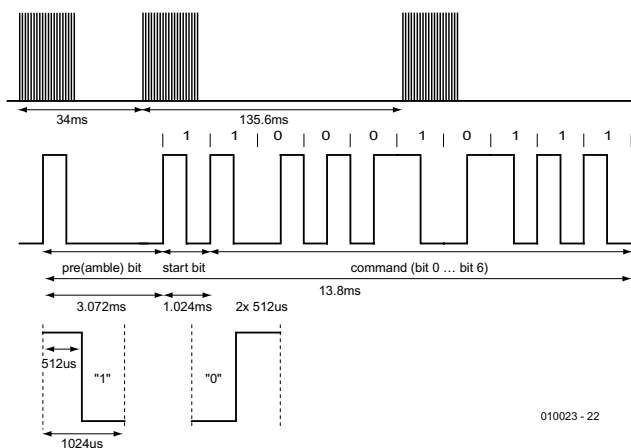 34ms
135.6ms
1 1 0 0 0 1 0 1 1 1
pre(amble) bit start bit command (bit 0 ... bit 6)
13.8ms
3.072ms 1.024ms 2x 512us
512us "1" "0"
1024us
010023 - 22